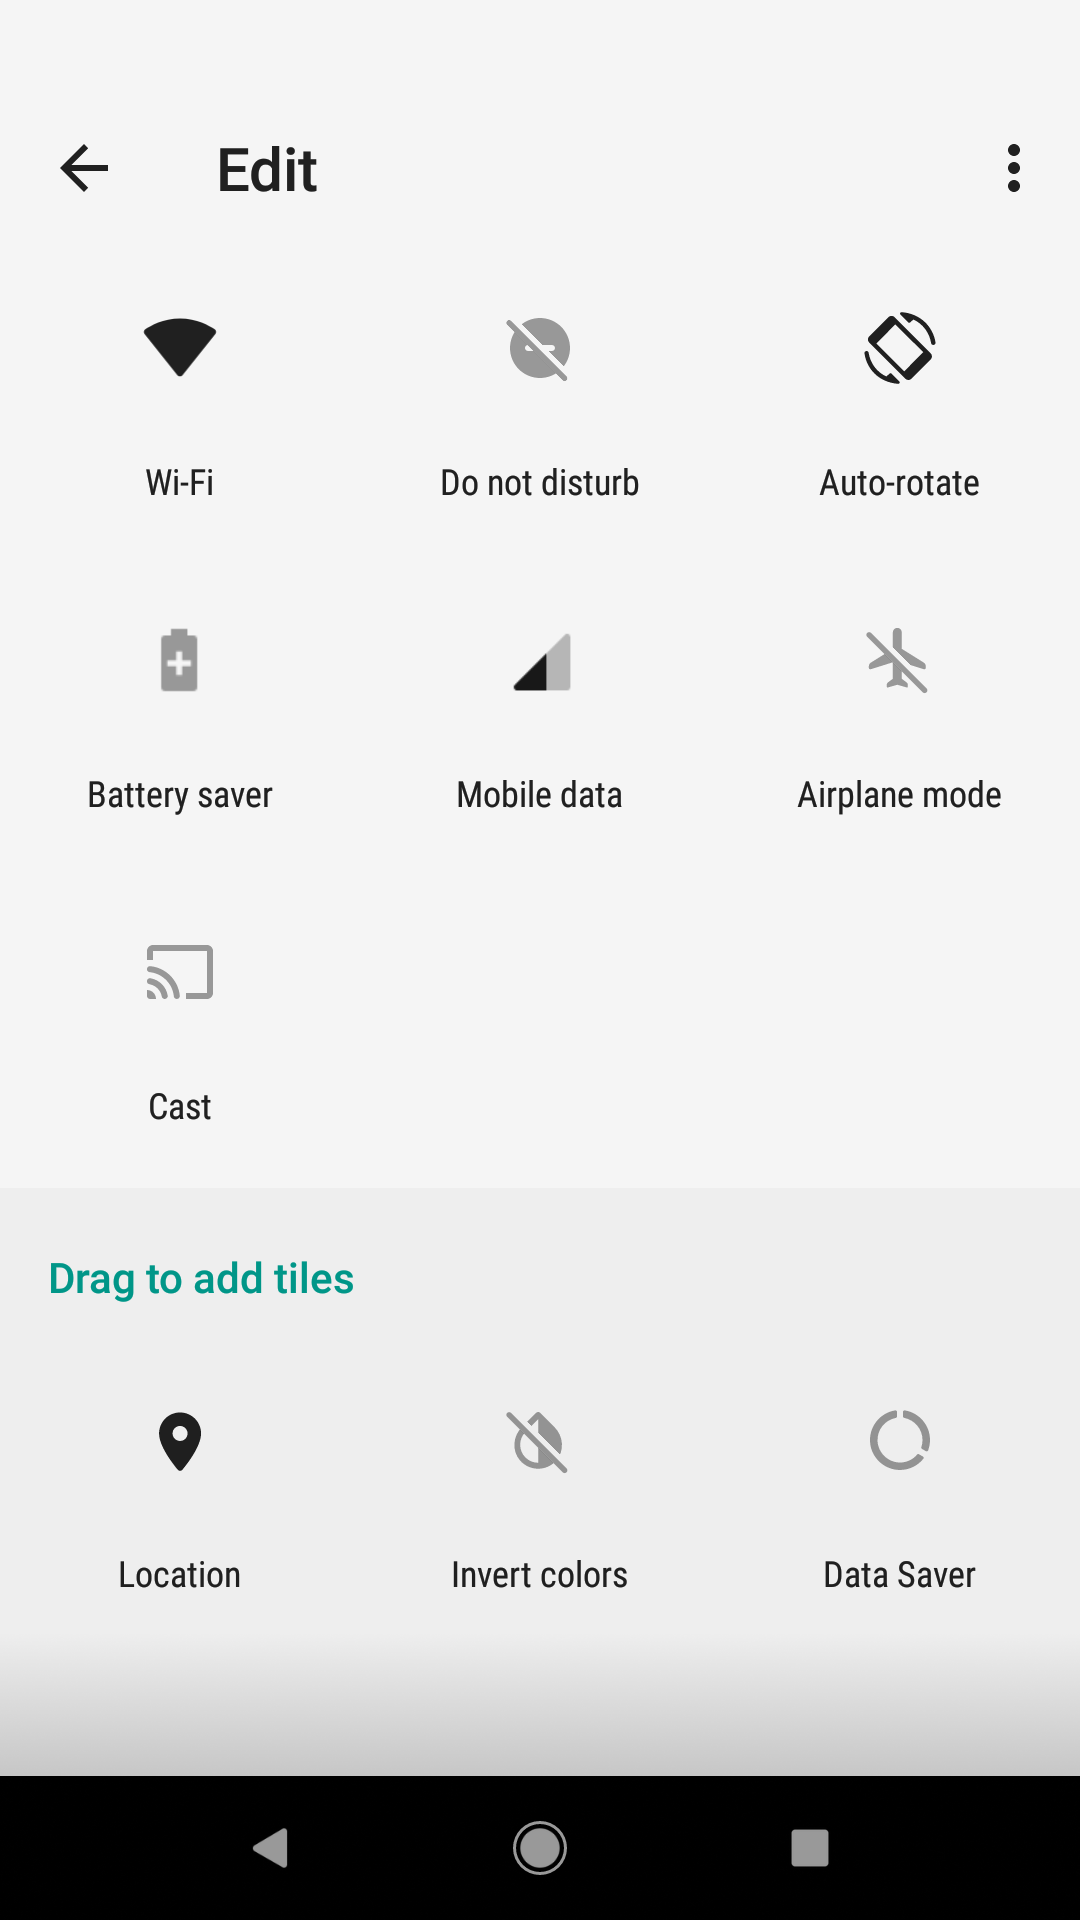 Edit
Wi-Fi
Do not disturb
Auto-rotate
Battery saver
Mobile data
Airplane mode
Cast
Drag to add tiles
Location
Invert colors
Data Saver